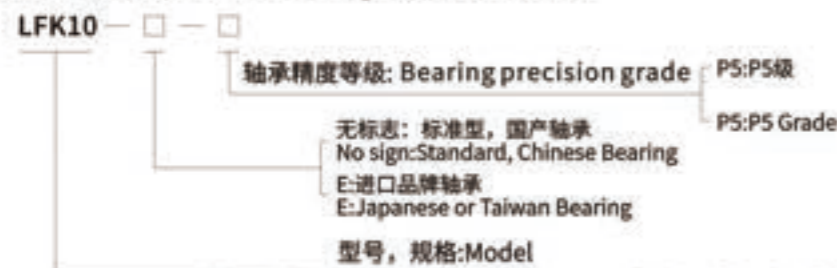 LFK10 — □ — □
轴承精度等级: Bearing precision grade
P5:P5级
P5:P5 Grade
无标志：标准型，国产轴承
No sign:Standard, Chinese Bearing
E:进口品牌轴承
E:Japanese or Taiwan Bearing
型号，规格:Model